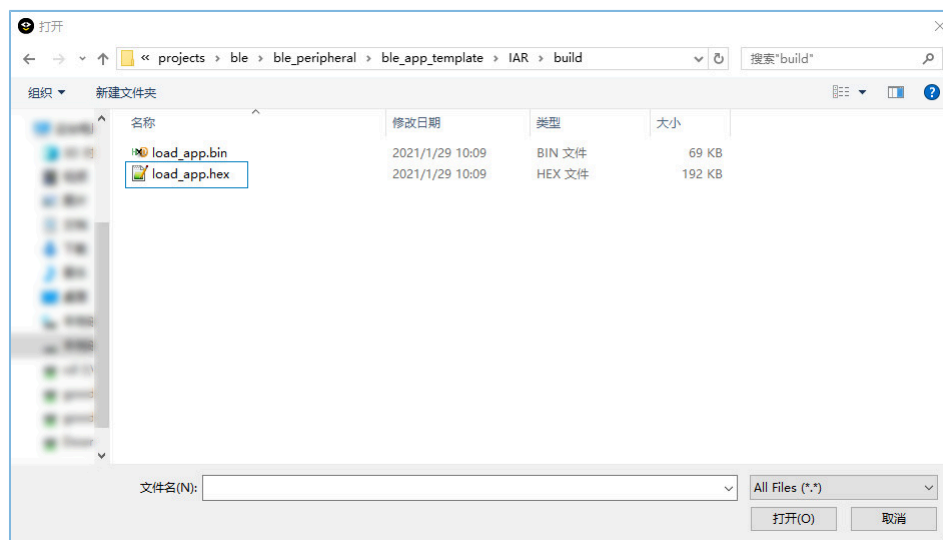 打开
« projects › ble › ble_peripheral › ble_app_template › IAR › build
搜索"build"
组织
新建文件夹
名称 修改日期 类型 大小
load_app.bin 2021/1/29 10:09 BIN 文件 69 KB
load_app.hex 2021/1/29 10:09 HEX 文件 192 KB
文件名(N): All Files (*.*)
打开(O) 取消